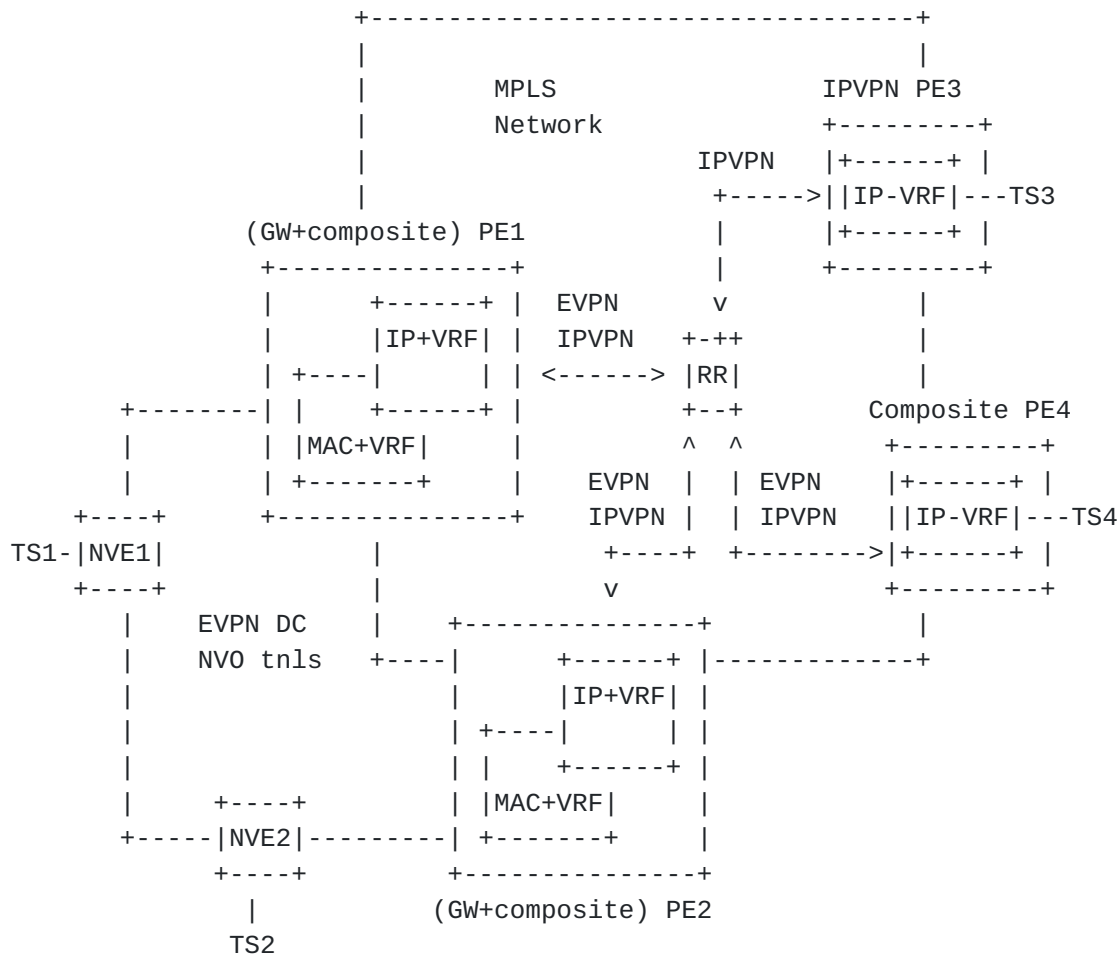 MPLS IPVPN PE3
Network
IPVPN
IP-VRF TS3
(GW+composite) PE1
EVPN
IP+VRF IPVPN
RR
Composite PE4
MAC+VRF
EVPN EVPN
IPVPN IPVPN IP-VRF TS4
TS1 NVE1
EVPN DC
NVO tnls
IP+VRF
MAC+VRF
NVE2
(GW+composite) PE2
TS2